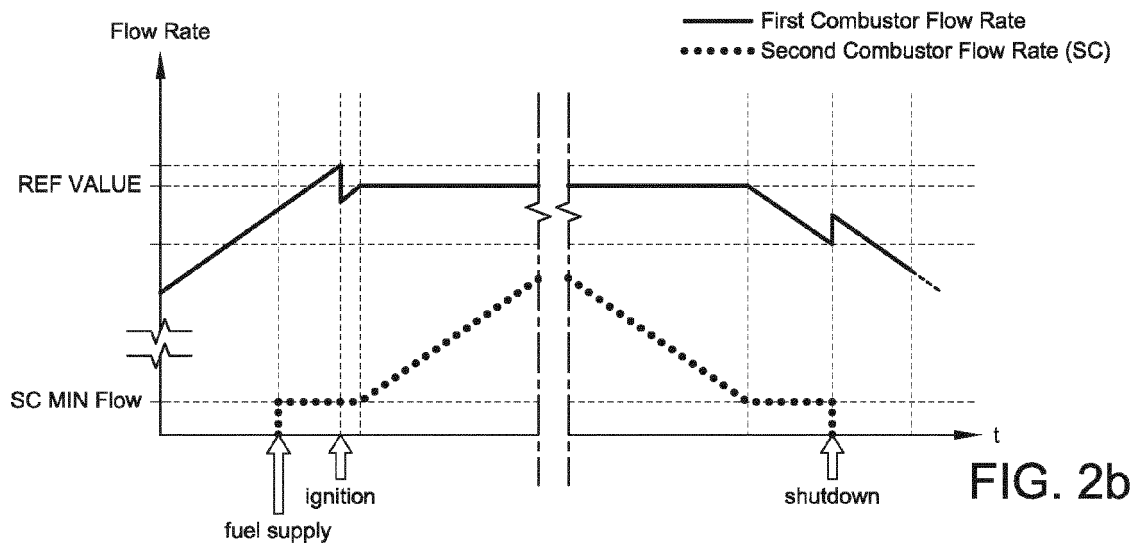 First Combustor Flow Rate
Flow Rate
Second Combustor Flow Rate (SC)
REF VALUE
SC MIN Flow
t
ignition
shutdown
FIG. 2b
fuel supply